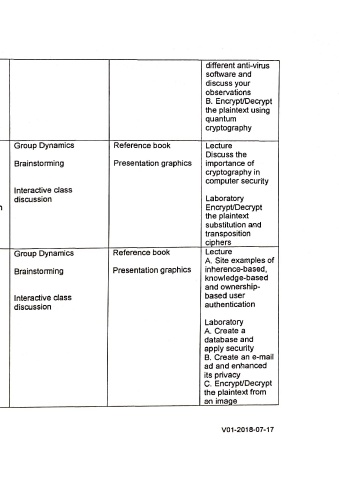 different anti-virus
software and
discuss your
observations
B. Encrypt/Decrypt
the plaintext using
quantum
cryptography
Group Dynamics
Brainstorming
Interactive class
discussion
Reference book
Presentation graphics
Lecture
Discuss the
importance of
cryptography in
computer security
Laboratory
Encrypt/Decrypt
the plaintext
substitution and
transposition
ciphers
Group Dynamics
Brainstorming
Interactive class
discussion
Reference book
Presentation graphics
Lecture
A. Site examples of
inherence-based,
knowledge-based
and ownership-
based user
authentication
Laboratory
A. Create a
database and
apply security
B. Create an e-mail
ad and enhanced
its privacy
C. Encrypt/Decrypt
the plaintext from
an image
V01-2018-07-17